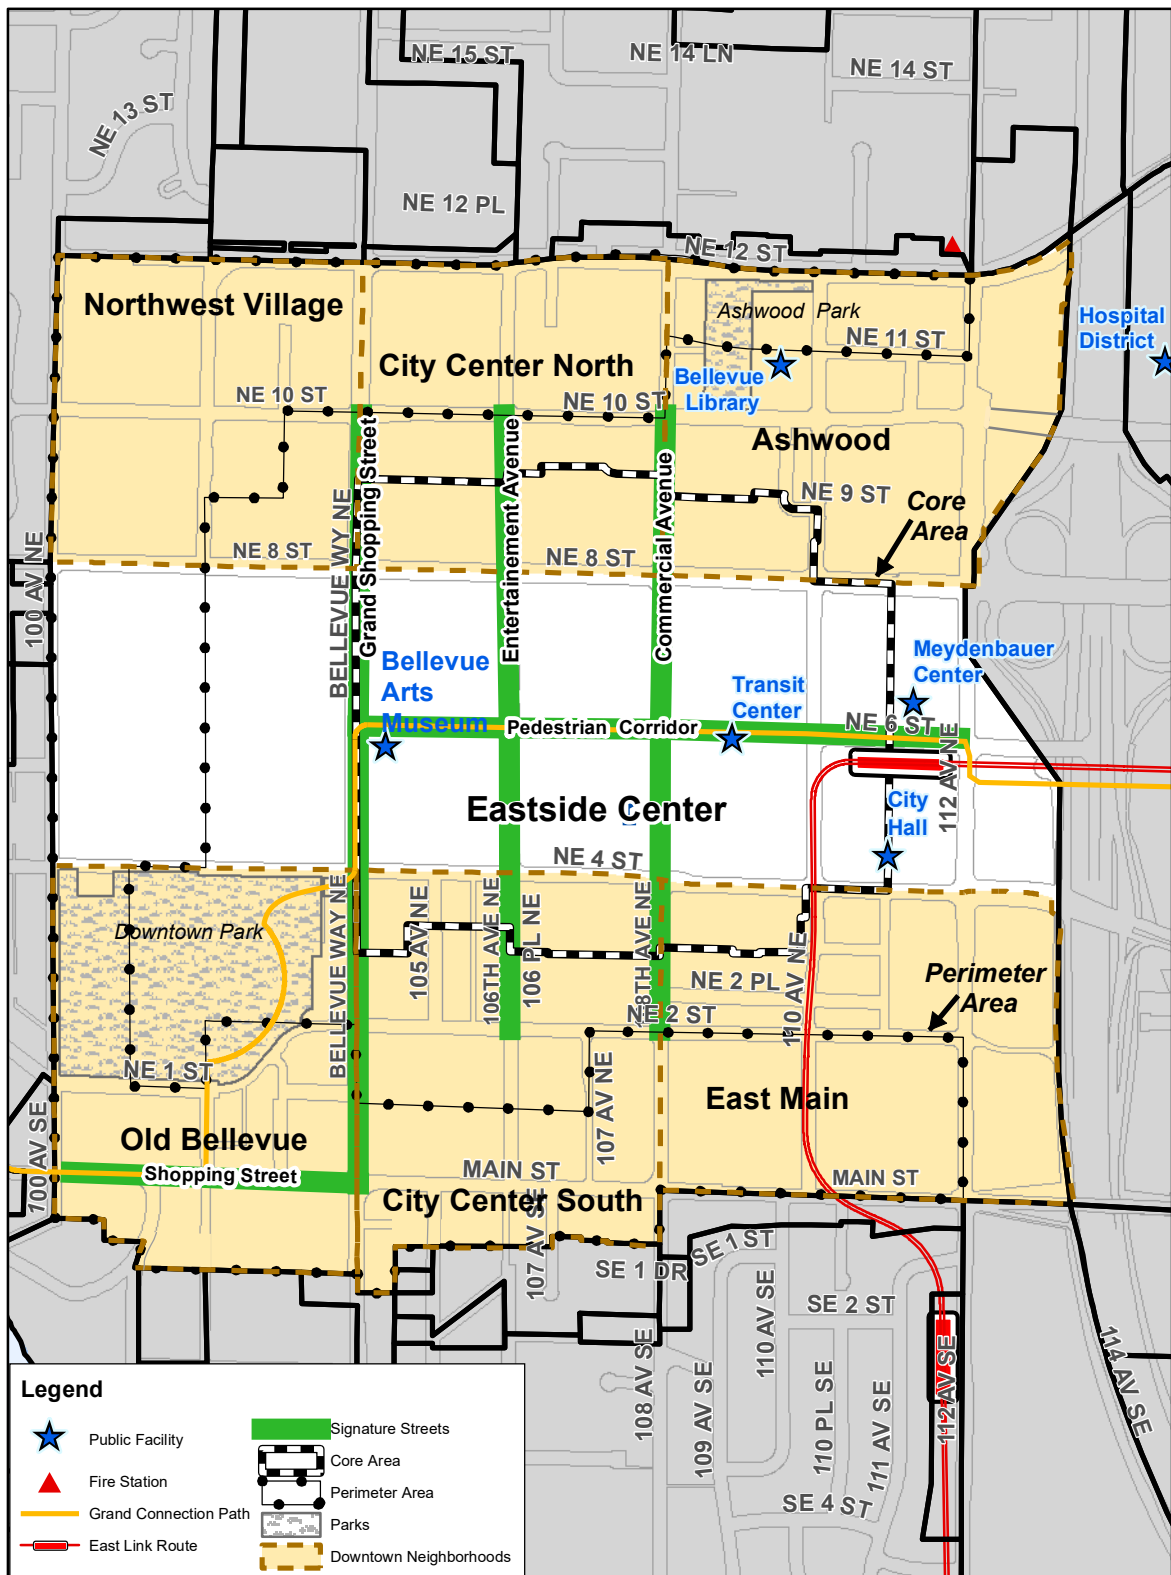 NE 15 ST
NE 14 LN
NE 14 ST
NE 13 ST
NE 12 PL
NE 12 ST
Northwest Village
Ashwood Park
Hospital
District
NE 11 ST
City Center North
Bellevue
Library
NE 10 ST
NE 10 ST
Ashwood
Grand Shopping Street
Entertainement Avenue
Commercial Avenue
NE 9 ST
Core
Area
BELLEVUE WY NE
100 AV NE
NE 8 ST
NE 8 ST
Bellevue
Arts
Museum
Meydenbauer
Center
Transit
Center
Pedestrian Corridor
NE 6 ST
112 AV NE
Eastside Center
City
Hall
NE 4 ST
BELLEVUE WAY NE
105 AV NE
106TH AVE NE
106 PL NE
108TH AVE NE
110 AV NE
Downtown Park
NE 2 PL
Perimeter
Area
NE 2 ST
NE 1 ST
107 AV NE
East Main
100 AV SE
Old Bellevue
Shopping Street
MAIN ST
MAIN ST
City Center South
107 AV SE
SE 1 ST
SE 1 DR
110 AV SE
SE 2 ST
108 AV SE
109 AV SE
110 PL SE
111 AV SE
112 AV SE
114 AV SE
SE 4 ST
Legend
Public Facility
Fire Station
Grand Connection Path
East Link Route
Signature Streets
Core Area
Perimeter Area
Parks
Downtown Neighborhoods